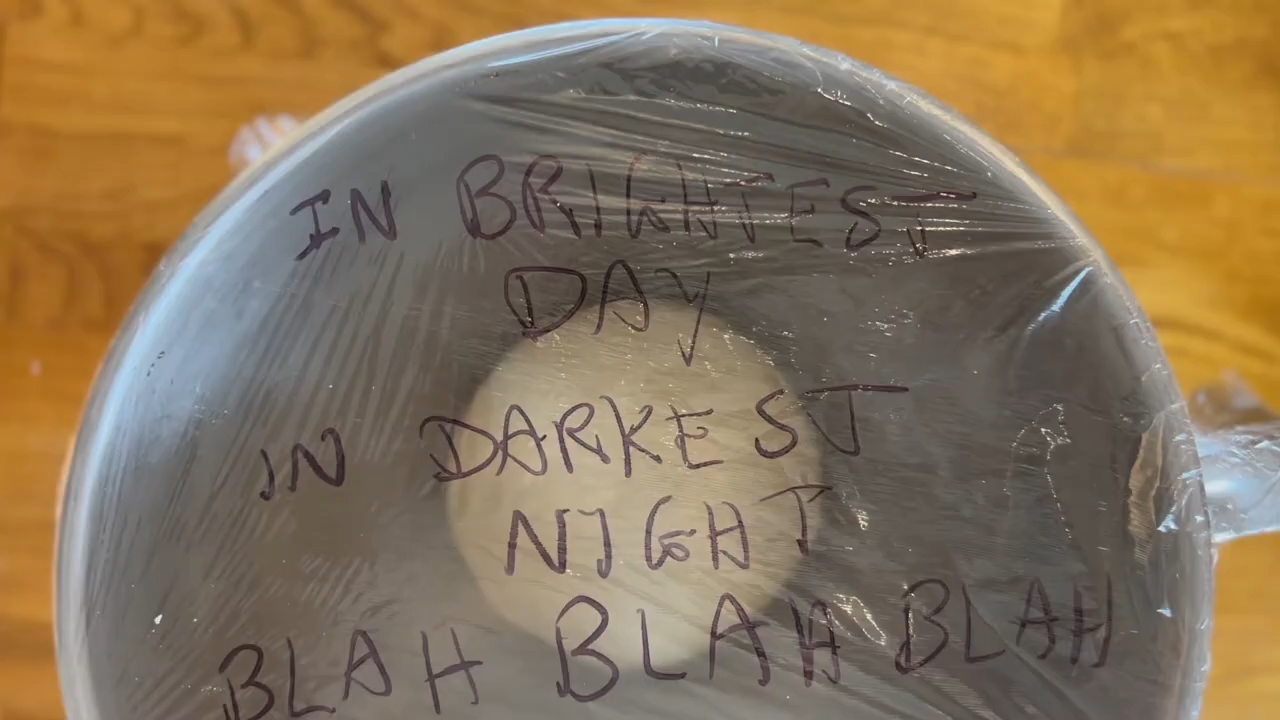 IN BRIGHTEST
DAY
IN DARKEST
NIGHT
BLAH BLAH BLAH